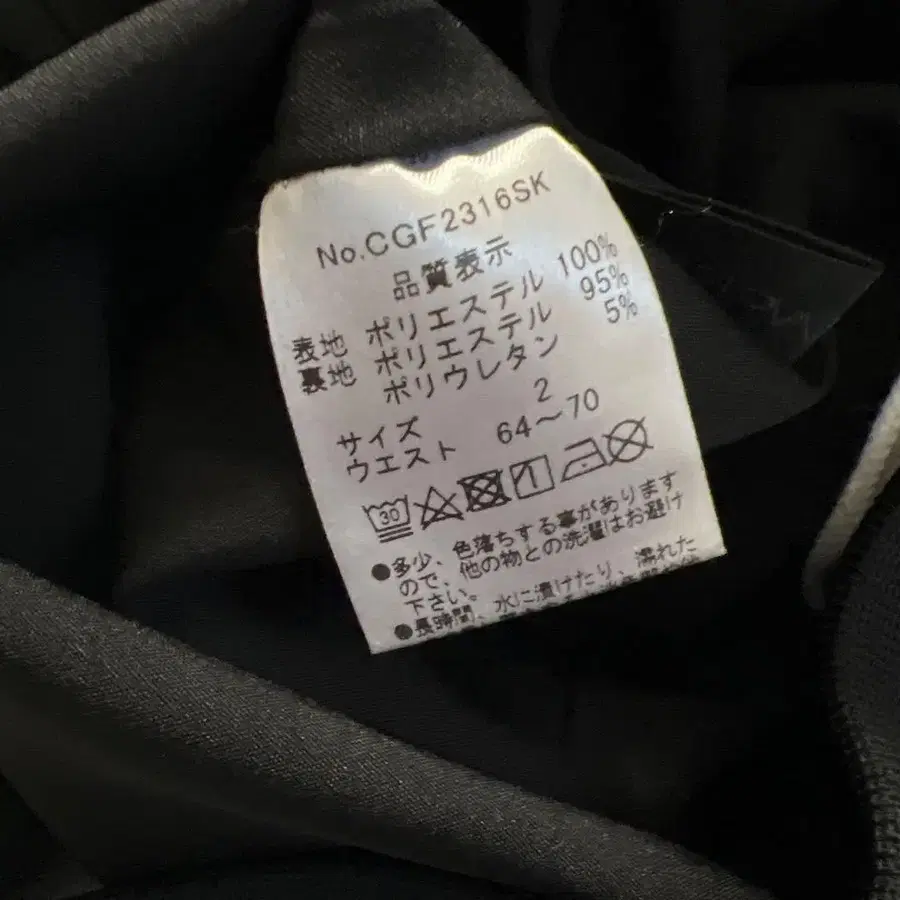 No.CGF2316SK
品質表示
表地 ポリエステル 100%
裏地 ポリエステル 95%
ポリウレタン 5%
サイズ 2
ウエスト 64～70
30
●多少、色落ちする事があります
ので、他の物との洗濯はお避け
下さい。
●長時間、水に漬けたり、濡れた